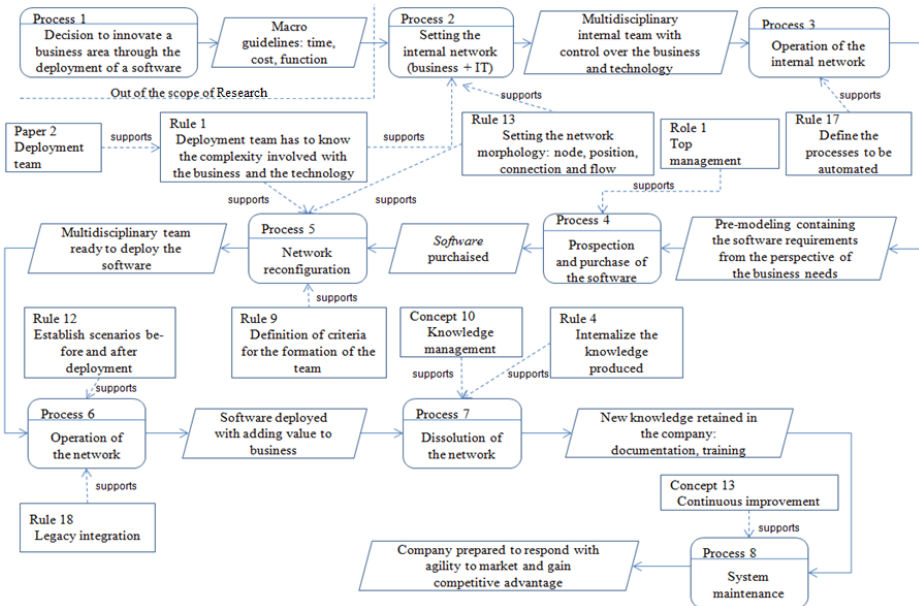 Process 1
Decision to innovate a
business area through the
deployment of a software
Macro
guidelines: time,
cost, function
Process 2
Setting the
internal network
(business + IT)
Multidisciplinary
internal team with
control over the business
and technology
Process 3
Operation of the
internal network
Out of the scope of Research
supports
supports
Paper 2
Deployment
team
supports
Rule 1
Deployment team has to know
the complexity involved with
the business and the technology
supports
Rule 13
Setting the network
morphology: node, position,
connection and flow
Role 1
Top
management
Rule 17
Define the
processes to be
automated
supports
supports
supports
Multidisciplinary team
ready to deploy the
software
Process 5
Network
reconfiguration
Software
purchaised
Process 4
Prospection
and purchase of
the software
Pre-modeling containing
the software requirements
from the perspective of
the business needs
supports
Rule 12
Establish scenarios be-
fore and after
deployment
Rule 9
Definition of criteria
for the formation of the
team
Concept 10
Knowledge
management
Rule 4
Internalize the
knowledge
produced
supports
supports
supports
Process 6
Operation of
the network
Software deployed
with adding value to
business
Process 7
Dissolution of
the network
New knowledge retained in
the company:
documentation, training
supports
Rule 18
Legacy integration
Concept 13
Continuous improvement
supports
Company prepared to respond with
agility to market and gain
competitive advantage
Process 8
System
maintenance